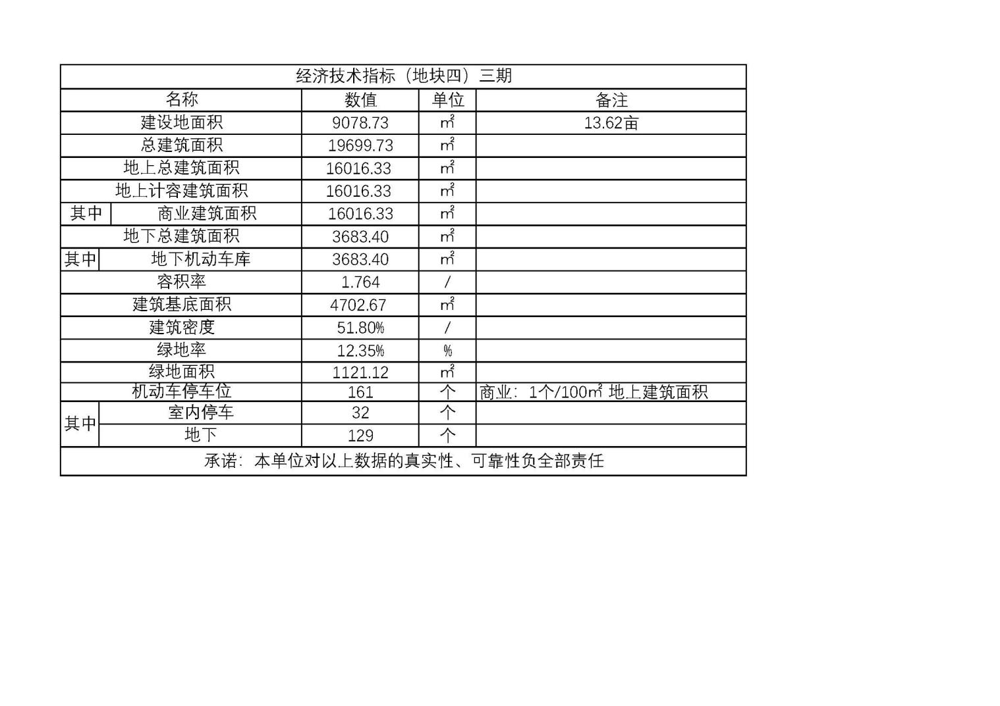 经济技术指标（地块四）三期
名称 数值 单位 备注
建设地面积 9078.73 ㎡ 13.62亩
总建筑面积 19699.73 ㎡
地上总建筑面积 16016.33 ㎡
地上计容建筑面积 16016.33 ㎡
其中 商业建筑面积 16016.33 ㎡
地下总建筑面积 3683.40 ㎡
其中 地下机动车库 3683.40 ㎡
容积率 1.764 /
建筑基底面积 4702.67 ㎡
建筑密度 51.80% /
绿地率 12.35% %
绿地面积 1121.12 ㎡
机动车停车位 161 个 商业：1个/100㎡ 地上建筑面积
其中 室内停车 32 个
地下 129 个
承诺：本单位对以上数据的真实性、可靠性负全部责任